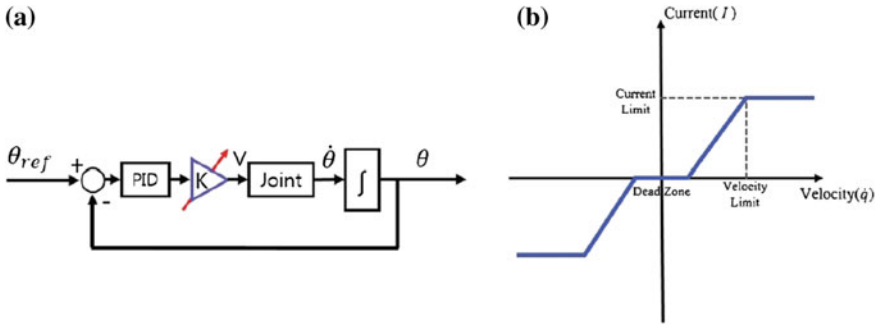 (a)
θref
+
-
PID
K
V
Joint
θ̇
∫
θ
(b)
Current( I )
Current
Limit
Dead Zone
Velocity
Limit
Velocity(q̇)